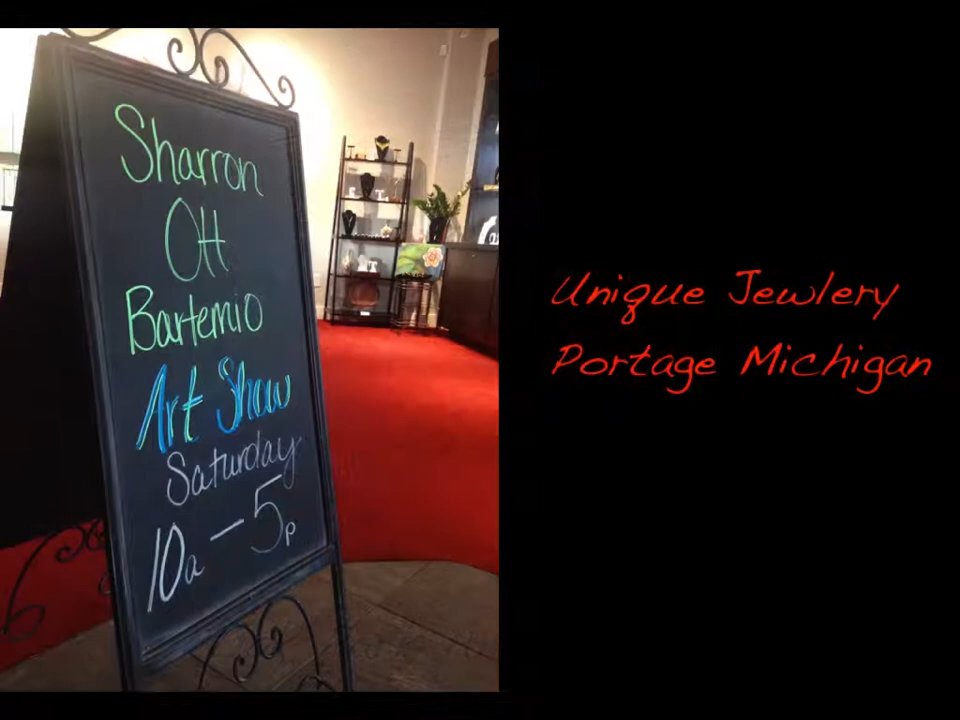 Sharron
Ott
Bartemio
Art Show
Saturday
10a - 5p
Unique Jewlery
Portage Michigan